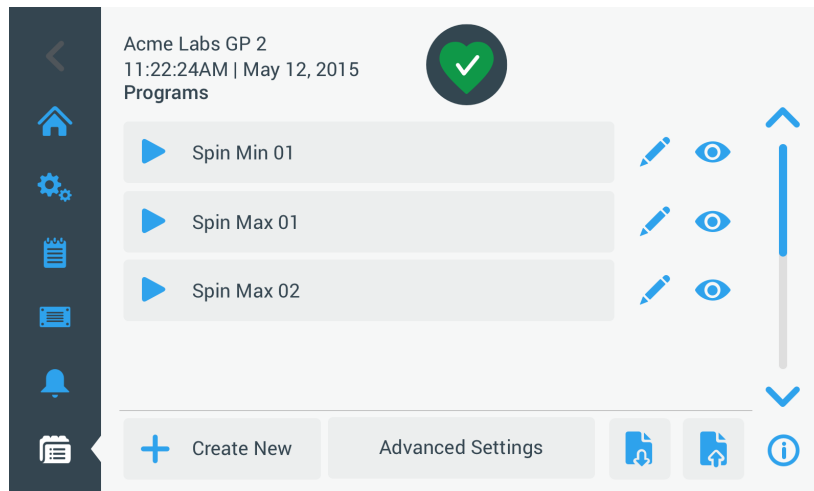 Acme Labs GP 2
11:22:24AM | May 12, 2015
Programs
Spin Min 01
Spin Max 01
Spin Max 02
Create New
Advanced Settings